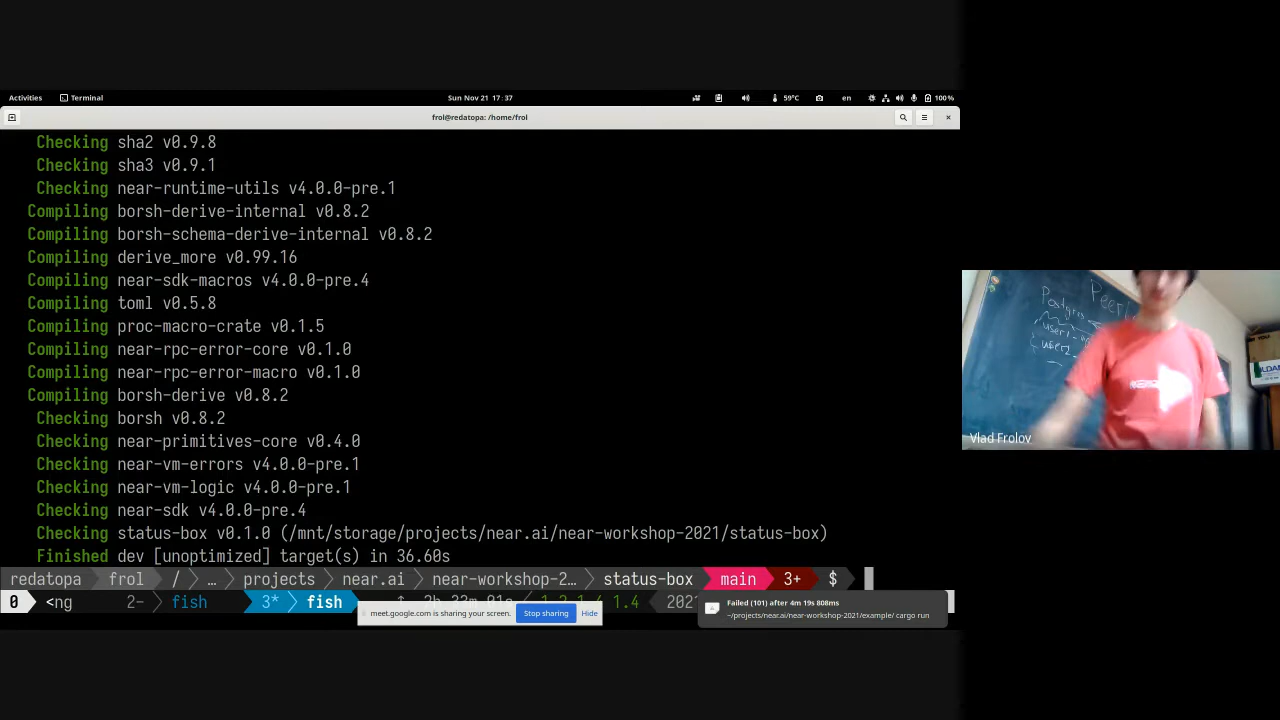 Activities Terminal Sun Nov 21 17:37 59°C en 100%
frol@redatopa: /home/frol
Checking sha2 v0.9.8
Checking sha3 v0.9.1
Checking near-runtime-utils v4.0.0-pre.1
Compiling borsh-derive-internal v0.8.2
Compiling borsh-schema-derive-internal v0.8.2
Compiling derive_more v0.99.16
Compiling near-sdk-macros v4.0.0-pre.4
Compiling toml v0.5.8
Compiling proc-macro-crate v0.1.5
Compiling near-rpc-error-core v0.1.0
Compiling near-rpc-error-macro v0.1.0
Compiling borsh-derive v0.8.2
Checking borsh v0.8.2
Checking near-primitives-core v0.4.0
Checking near-vm-errors v4.0.0-pre.1
Checking near-vm-logic v4.0.0-pre.1
Checking near-sdk v4.0.0-pre.4
Checking status-box v0.1.0 (/mnt/storage/projects/near.ai/near-workshop-2021/status-box)
Finished dev [unoptimized] target(s) in 36.60s
redatopa frol / … projects near.ai near-workshop-2… status-box main 3+ $
0 <ng 2- fish 3* fish
meet.google.com is sharing your screen. Stop sharing Hide
Failed (101) after 4m 19s 808ms
~/projects/near.ai/near-workshop-2021/example/ cargo run
Postgres
user1
user2
Vlad Frolov